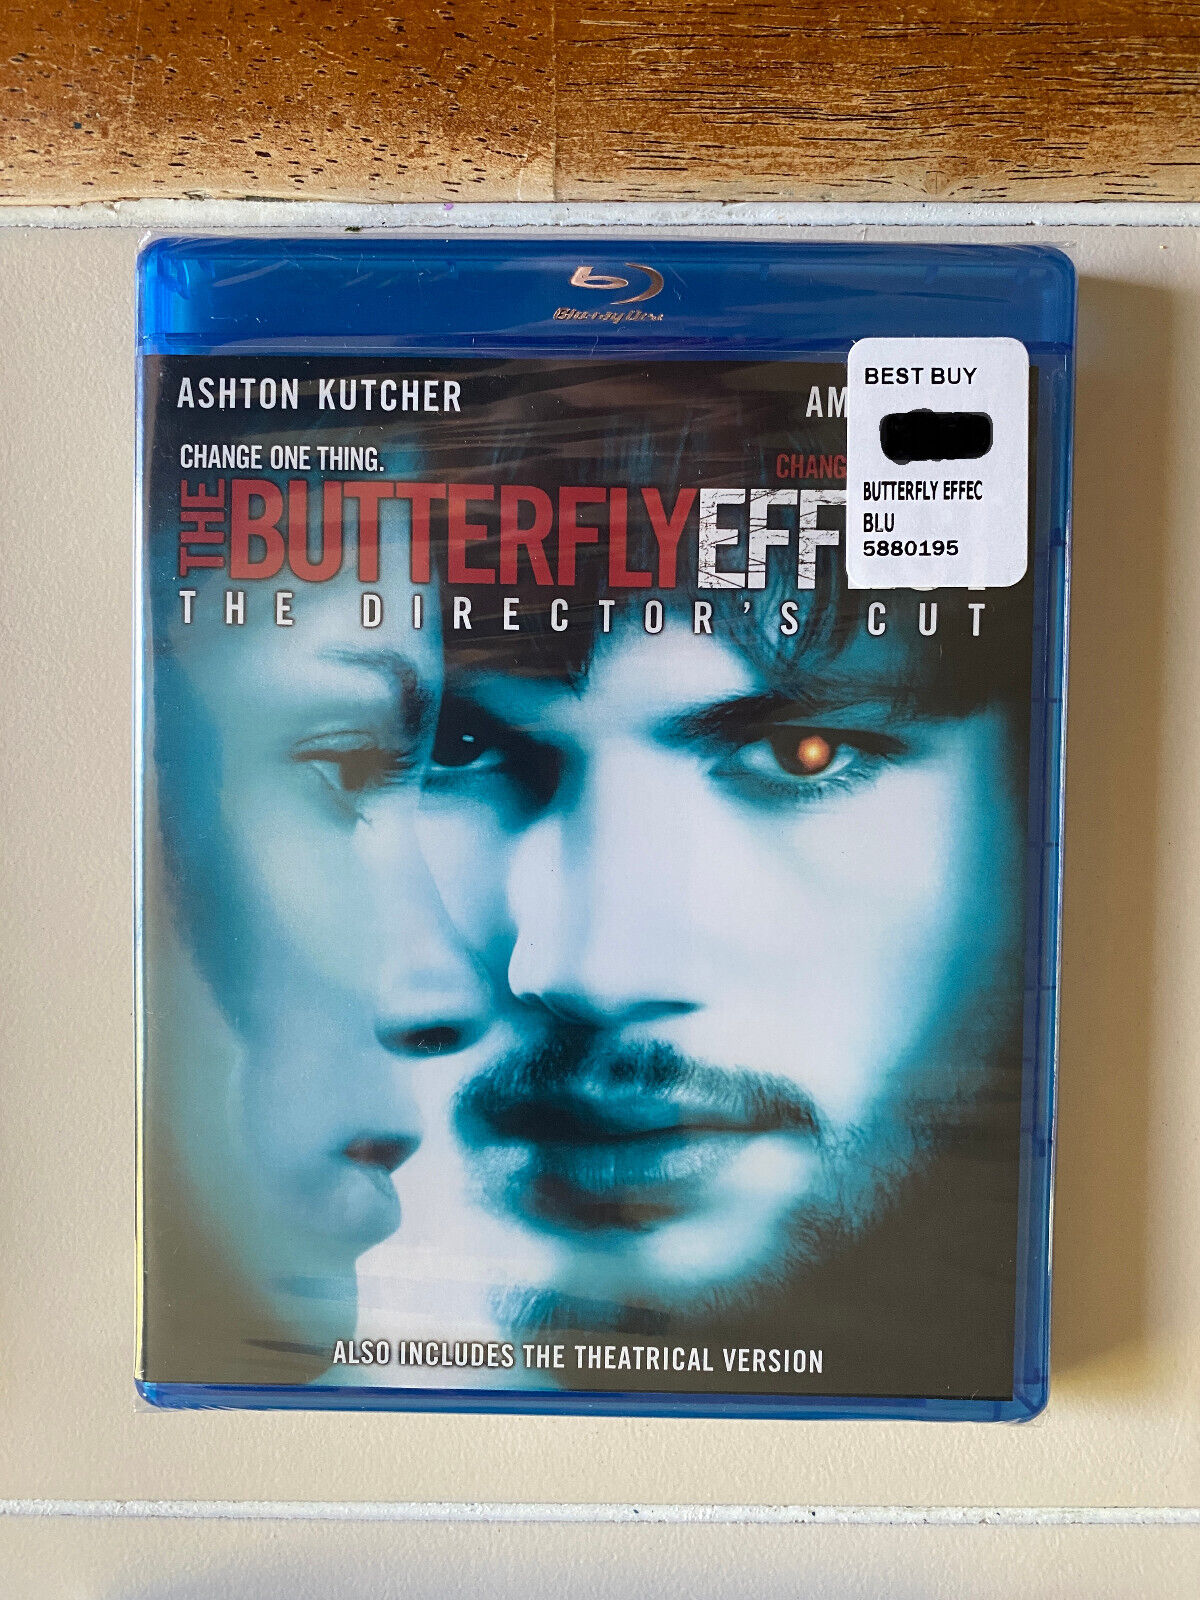 Blu-ray Disc
ASHTON KUTCHER
AM
BEST BUY
CHANGE ONE THING.
CHANG
BUTTERFLY EFFEC
BLU
5880195
THE BUTTERFLY EFF
THE DIRECTOR'S CUT
ALSO INCLUDES THE THEATRICAL VERSION